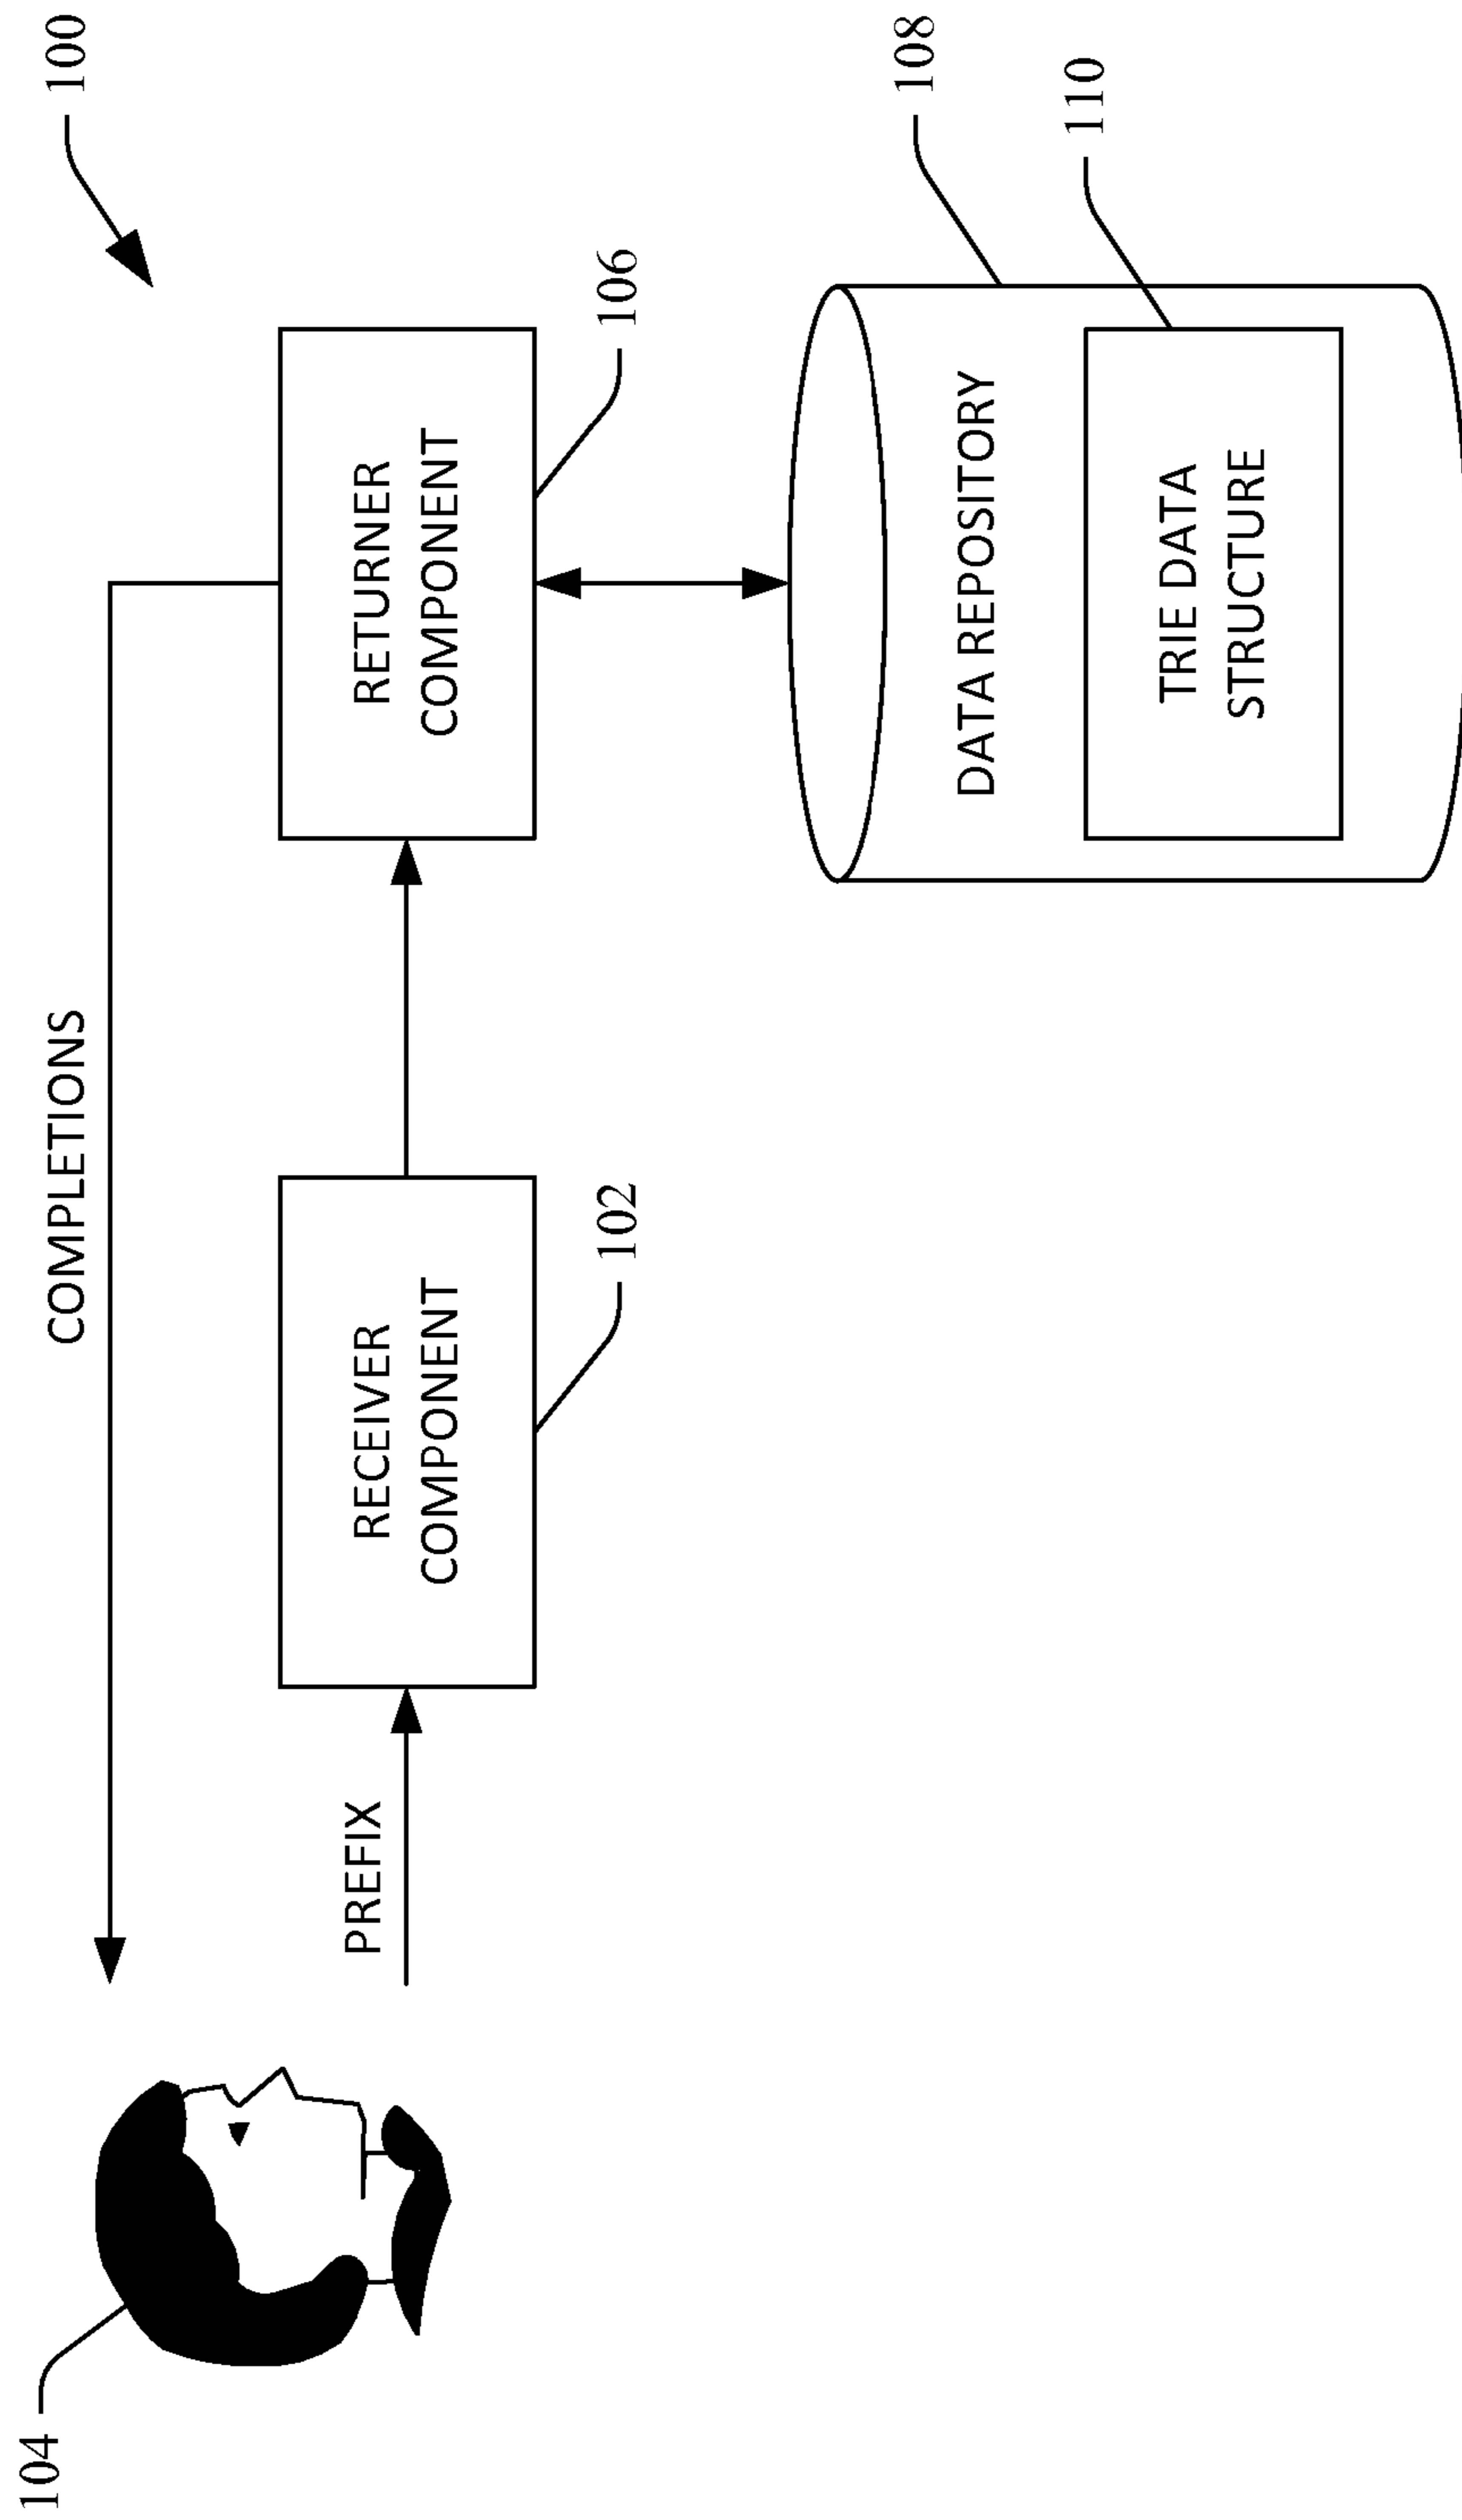 100
COMPLETIONS
104
PREFIX
RECEIVER
COMPONENT
102
RETURNER
COMPONENT
106
108
DATA REPOSITORY
110
TRIE DATA
STRUCTURE